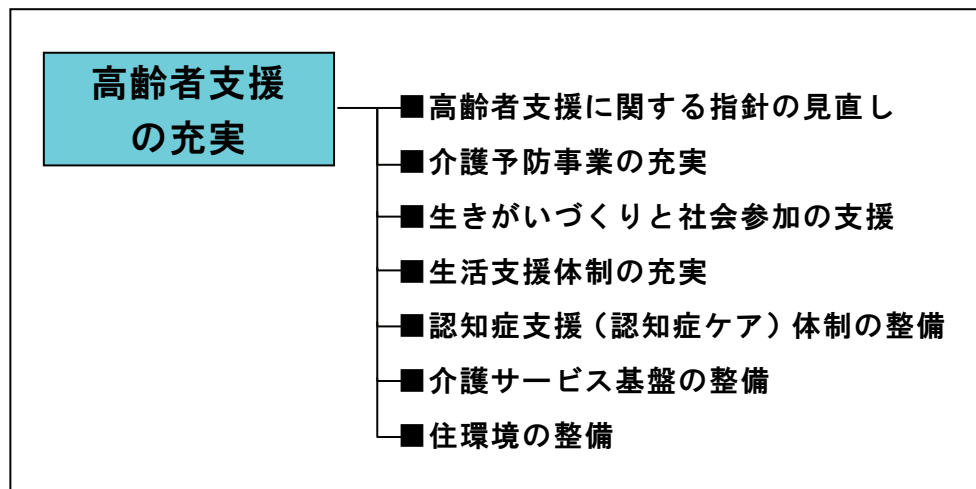 高齢者支援
の充実
■高齢者支援に関する指針の見直し
■介護予防事業の充実
■生きがいづくりと社会参加の支援
■生活支援体制の充実
■認知症支援（認知症ケア）体制の整備
■介護サービス基盤の整備
■住環境の整備